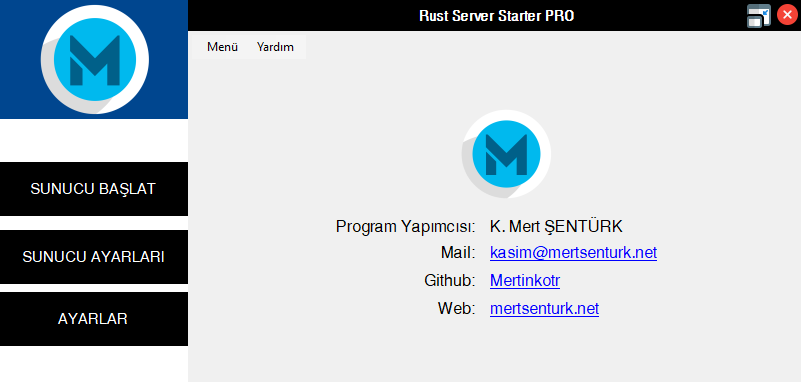 Rust Server Starter PRO
Menü Yardım
SUNUCU BAŞLAT
SUNUCU AYARLARI
AYARLAR
Program Yapımcısı: K. Mert ŞENTÜRK
Mail: kasim@mertsenturk.net
Github: Mertinkotr
Web: mertsenturk.net